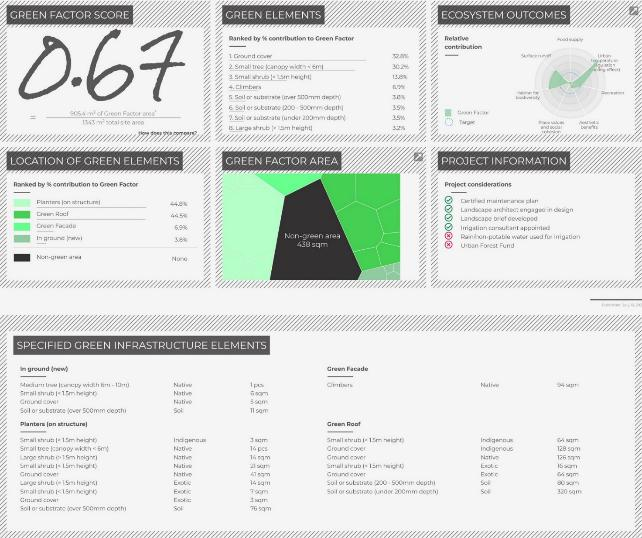 GREEN FACTOR SCORE
0.67
= 905.4 m² of Green Factor area*
1343 m² total site area
How does this compare?
GREEN ELEMENTS
Ranked by % contribution to Green Factor
1. Ground cover 32.8%
2. Small tree (canopy width < 6m) 30.2%
3. Small shrub (< 1.5m height) 13.8%
4. Climbers 6.9%
5. Soil or substrate (over 500mm depth) 3.8%
6. Soil or substrate (200 - 500mm depth) 3.5%
7. Soil or substrate (under 200mm depth) 3.5%
8. Large shrub (> 1.5m height) 3.2%
ECOSYSTEM OUTCOMES
Relative
contribution
Food supply
Urban
temperature
regulation
(cooling effect)
Recreation
Aesthetic
benefits
Place values
and social
cohesion
Habitat for
biodiversity
Surface runoff
Green Factor
Target
LOCATION OF GREEN ELEMENTS
Ranked by % contribution to Green Factor
Planters (on structure) 44.8%
Green Roof 44.5%
Green Facade 6.9%
In ground (new) 3.8%
Non-green area None
GREEN FACTOR AREA
Non-green area
438 sqm
PROJECT INFORMATION
Project considerations
Certified maintenance plan
Landscape architect engaged in design
Landscape brief developed
Irrigation consultant appointed
Rain/non-potable water used for irrigation
Urban Forest Fund
SPECIFIED GREEN INFRASTRUCTURE ELEMENTS
In ground (new)
Medium tree (canopy width 6m - 10m) Native 1 pcs
Small shrub (< 1.5m height) Native 6 sqm
Ground cover Native 5 sqm
Soil or substrate (over 500mm depth) Soil 11 sqm
Planters (on structure)
Small shrub (< 1.5m height) Indigenous 3 sqm
Small tree (canopy width < 6m) Native 14 pcs
Large shrub (> 1.5m height) Native 14 sqm
Small shrub (< 1.5m height) Native 21 sqm
Ground cover Native 41 sqm
Large shrub (> 1.5m height) Exotic 14 sqm
Small shrub (< 1.5m height) Exotic 7 sqm
Ground cover Exotic 3 sqm
Soil or substrate (over 500mm depth) Soil 76 sqm
Green Facade
Climbers Native 94 sqm
Green Roof
Small shrub (< 1.5m height) Indigenous 64 sqm
Ground cover Indigenous 128 sqm
Ground cover Native 126 sqm
Small shrub (< 1.5m height) Exotic 16 sqm
Ground cover Exotic 64 sqm
Soil or substrate (200 - 500mm depth) Soil 80 sqm
Soil or substrate (under 200mm depth) Soil 320 sqm